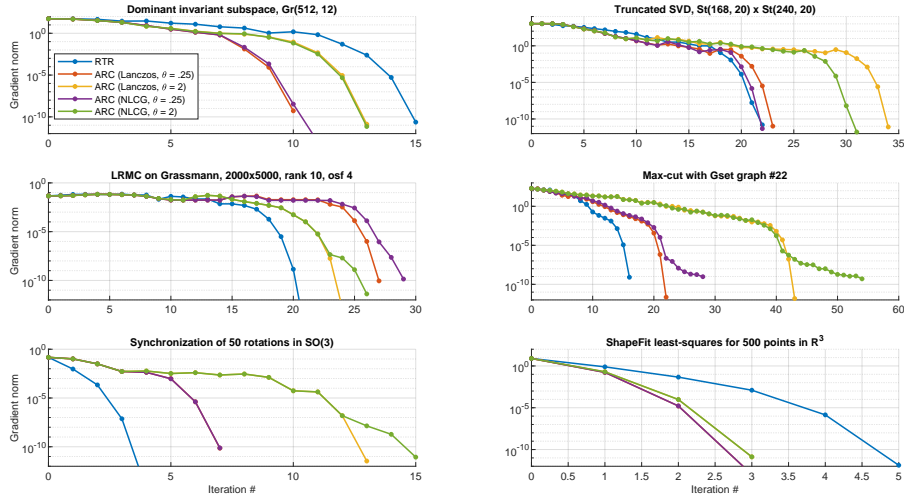 Dominant invariant subspace, Gr(512, 12)
Gradient norm
10^0
10^-5
10^-10
0 5 10 15
RTR
ARC (Lanczos, θ = .25)
ARC (Lanczos, θ = 2)
ARC (NLCG, θ = .25)
ARC (NLCG, θ = 2)
Truncated SVD, St(168, 20) x St(240, 20)
10^0
10^-5
10^-10
0 5 10 15 20 25 30 35
LRMC on Grassmann, 2000x5000, rank 10, osf 4
Gradient norm
10^0
10^-5
10^-10
0 5 10 15 20 25 30
Max-cut with Gset graph #22
10^0
10^-5
10^-10
0 10 20 30 40 50 60
Synchronization of 50 rotations in SO(3)
Gradient norm
10^0
10^-5
10^-10
0 5 10 15
Iteration #
ShapeFit least-squares for 500 points in R^3
10^0
10^-5
10^-10
0 0.5 1 1.5 2 2.5 3 3.5 4 4.5 5
Iteration #